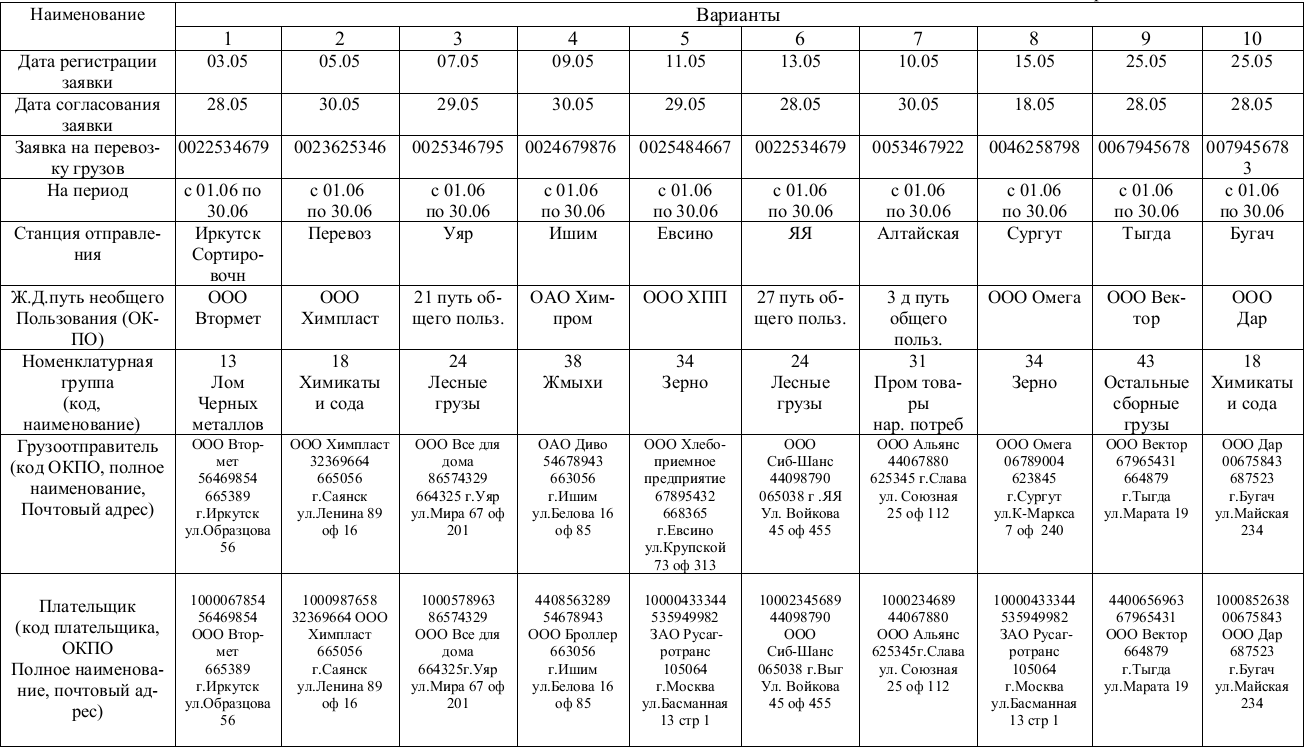 Наименование
Варианты
1 2 3 4 5 6 7 8 9 10
Дата регистрации
заявки
03.05 05.05 07.05 09.05 11.05 13.05 10.05 15.05 25.05 25.05
Дата согласования
заявки
28.05 30.05 29.05 30.05 29.05 28.05 30.05 18.05 28.05 28.05
Заявка на перевоз-
ку грузов
0022534679 0023625346 0025346795 0024679876 0025484667 0022534679 0053467922 0046258798 0067945678 007945678
3
На период
с 01.06 по с 01.06 с 01.06 с 01.06 с 01.06 с 01.06 с 01.06 с 01.06 с 01.06 с 01.06
30.06 по 30.06 по 30.06 по 30.06 по 30.06 по 30.06 по 30.06 по 30.06 по 30.06 по 30.06
Станция отправле-
ния
Иркутск
Сортиро-
вочн
Перевоз
Уяр
Ишим
Евсино
ЯЯ
Алтайская
Сургут
Тыгда
Бугач
Ж.Д.путь необщего
Пользования (ОК-
ПО)
ООО
Втормет
ООО
Химпласт
21 путь об-
щего польз.
ОАО Хим-
пром
ООО ХПП
27 путь об-
щего польз.
3 д путь
общего
польз.
ООО Омега
ООО Век-
тор
ООО
Дар
Номенклатурная
группа
(код,
наименование)
13
Лом
Черных
металлов
18
Химикаты
и сода
24
Лесные
грузы
38
Жмыхи
34
Зерно
24
Лесные
грузы
31
Пром това-
ры
нар. потреб
34
Зерно
43
Остальные
сборные
грузы
18
Химикаты
и сода
Грузоотправитель
(код ОКПО, полное
наименование,
Почтовый адрес)
ООО Втор-
мет
56469854
665389
г.Иркутск
ул.Образцова
56
ООО Химпласт
32369664
665056
г.Саянск
ул.Ленина 89
оф 16
ООО Все для
дома
86574329
664325 г.Уяр
ул.Мира 67 оф
201
ОАО Диво
54678943
663056
г.Ишим
ул.Белова 16
оф 85
ООО Хлебо-
приемное
предприятие
67895432
668365
г.Евсино
ул.Крупской
73 оф 313
ООО
Сиб-Шанс
44098790
065038 г .ЯЯ
Ул. Войкова
45 оф 455
ООО Альянс
44067880
625345 г.Слава
ул. Союзная
25 оф 112
ООО Омега
06789004
623845
г.Сургут
ул.К-Маркса
7 оф 240
ООО Вектор
67965431
664879
г.Тыгда
ул.Марата 19
ООО Дар
00675843
687523
г.Бугач
ул.Майская
234
Плательщик
(код плательщика,
ОКПО
Полное наименова-
ние, почтовый ад-
рес)
1000067854
56469854
ООО Втор-
мет
665389
г.Иркутск
ул.Образцова
56
1000987658
32369664 ООО
Химпласт
665056
г.Саянск
ул.Ленина 89
оф 16
1000578963
86574329
ООО Все для
дома
664325г.Уяр
ул.Мира 67 оф
201
4408563289
54678943
ООО Броллер
663056
г.Ишим
ул.Белова 16
оф 85
10000433344
535949982
ЗАО Русаг-
ротранс
105064
г.Москва
ул.Басманная
13 стр 1
10002345689
44098790
ООО
Сиб-Шанс
065038 г.Выг
Ул. Войкова
45 оф 455
1000234689
44067880
ООО Альянс
625345г.Слава
ул. Союзная
25 оф 112
10000433344
535949982
ЗАО Русаг-
ротранс
105064
г.Москва
ул.Басманная
13 стр 1
4400656963
67965431
ООО Вектор
664879
г.Тыгда
ул.Марата 19
1000852638
00675843
ООО Дар
687523
г.Бугач
ул.Майская
234